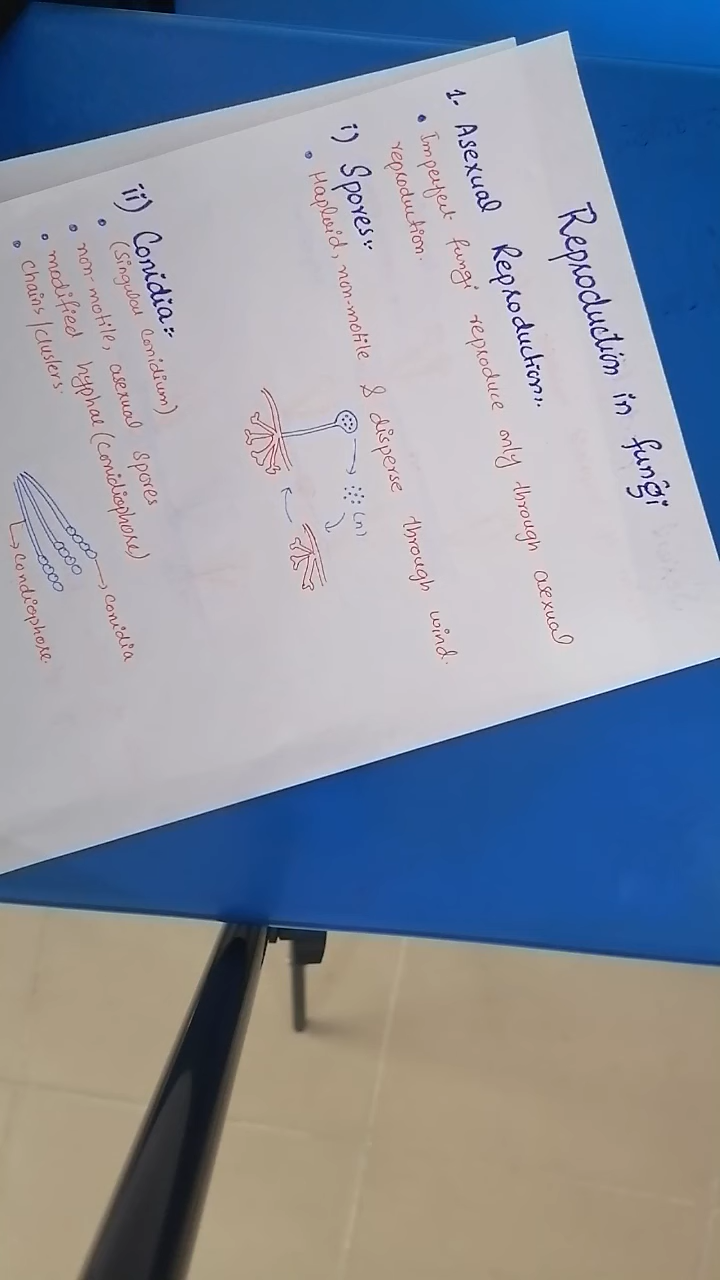 Reproduction in fungi
1- Asexual Reproduction:.
• Imperfect fungi reproduce only through asexual
reproduction.
i) Spores:.
• Haploid, non-motile & disperse through wind.
(n)
ii) Conidia:.
• (Singular conidium)
• non-motile, asexual spores
• modified hyphae (conidiophore)
• chains/clusters.
→ conidia
→ condiophore.